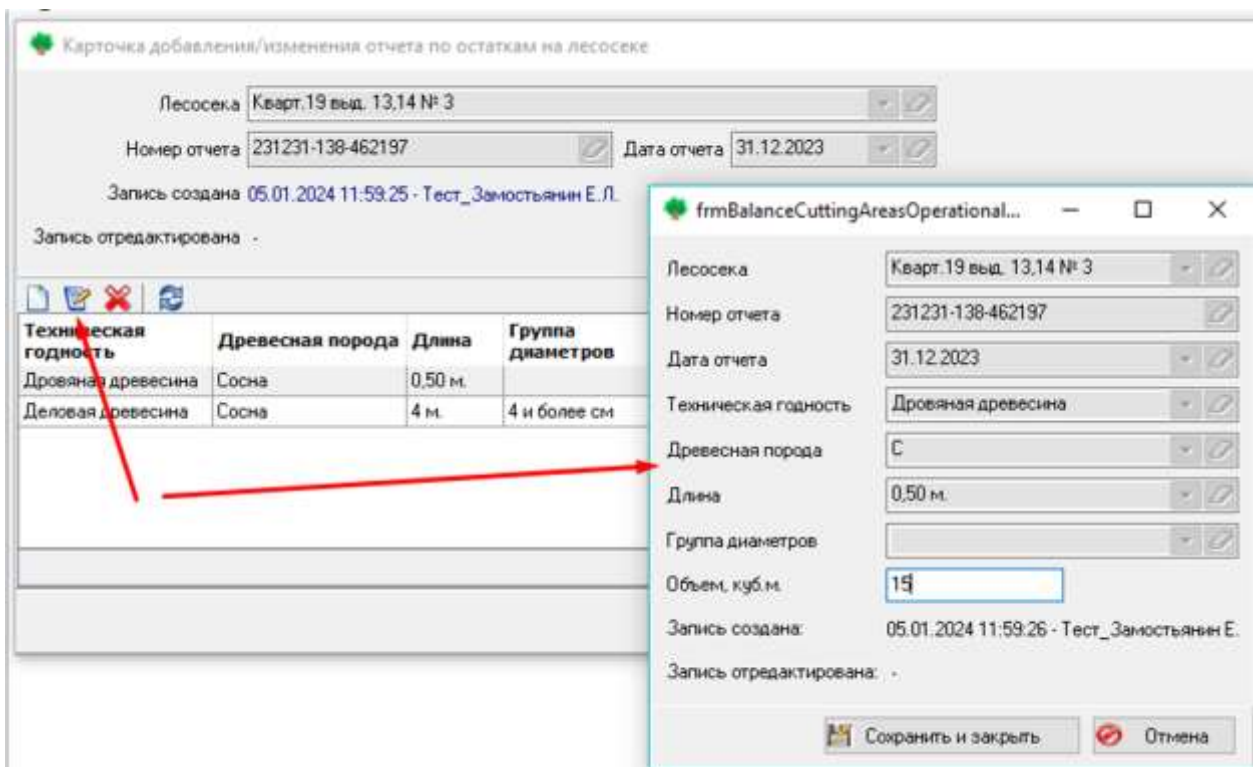 Карточка добавления/изменения отчета по остаткам на лесосеке
Лесосека Кварт.19 выд. 13,14 № 3
Номер отчета 231231-138-462197 Дата отчета 31.12.2023
Запись создана 05.01.2024 11:59:25 - Тест_Замостьянин Е.Л.
Запись отредактирована -
Техническая годность Древесная порода Длина Группа диаметров
Дровяная древесина Сосна 0,50 м.
Деловая древесина Сосна 4 м. 4 и более см
frmBalanceCuttingAreasOperational...
Лесосека Кварт.19 выд. 13,14 № 3
Номер отчета 231231-138-462197
Дата отчета 31.12.2023
Техническая годность Дровяная древесина
Древесная порода С
Длина 0,50 м.
Группа диаметров
Объем, куб.м. 15
Запись создана: 05.01.2024 11:59:26 - Тест_Замостьянин Е.
Запись отредактирована: -
Сохранить и закрыть Отмена